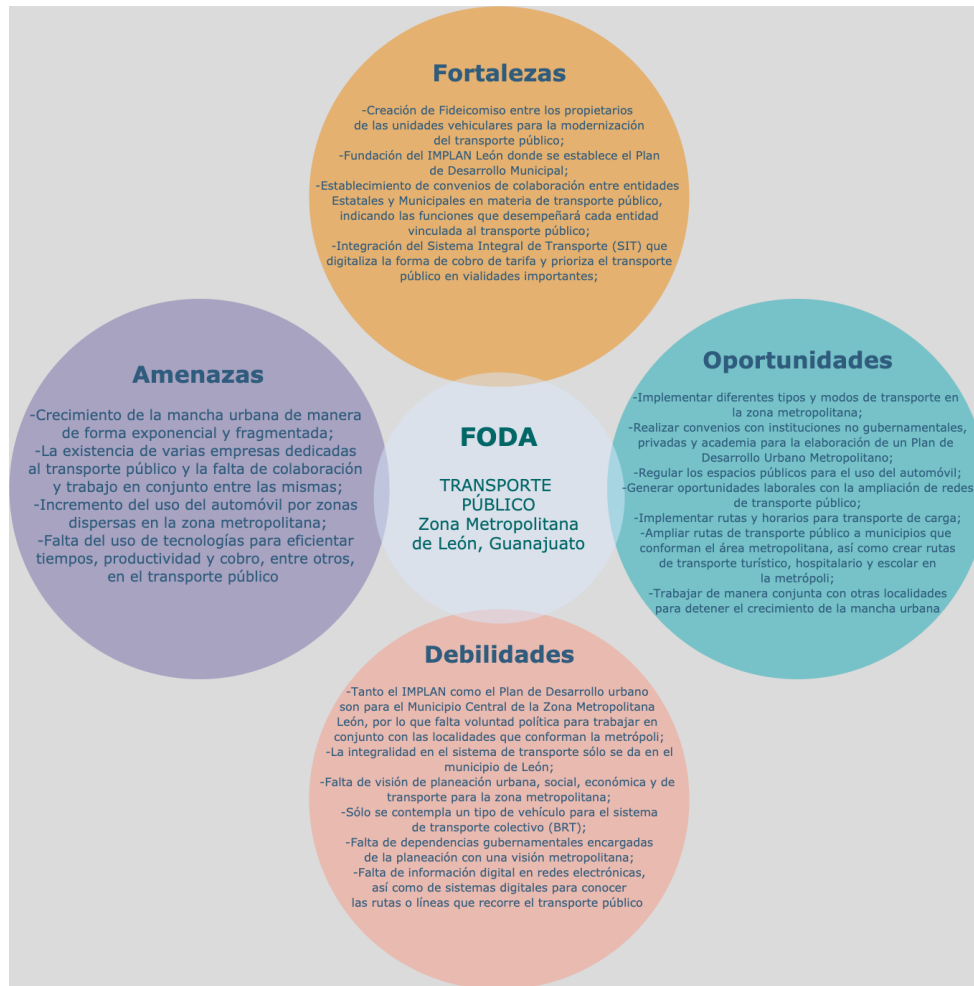 Fortalezas
-Creación de Fideicomiso entre los propietarios
de las unidades vehiculares para la modernización
del transporte público;
-Fundación del IMPLAN León donde se establece el Plan
de Desarrollo Municipal;
-Establecimiento de convenios de colaboración entre entidades
Estatales y Municipales en materia de transporte público,
indicando las funciones que desempeñará cada entidad
vinculada al transporte público;
-Integración del Sistema Integral de Transporte (SIT) que
digitaliza la forma de cobro de tarifa y prioriza el transporte
público en vialidades importantes;
Amenazas
-Crecimiento de la mancha urbana de manera
de forma exponencial y fragmentada;
-La existencia de varias empresas dedicadas
al transporte público y la falta de colaboración
y trabajo en conjunto entre las mismas;
-Incremento del uso del automóvil por zonas
dispersas en la zona metropolitana;
-Falta del uso de tecnologías para eficientar
tiempos, productividad y cobro, entre otros,
en el transporte público
FODA
TRANSPORTE
PÚBLICO
Zona Metropolitana
de León, Guanajuato
Oportunidades
-Implementar diferentes tipos y modos de transporte en
la zona metropolitana;
-Realizar convenios con instituciones no gubernamentales,
privadas y academia para la elaboración de un Plan de
Desarrollo Urbano Metropolitano;
-Regular los espacios públicos para el uso del automóvil;
-Generar oportunidades laborales con la ampliación de redes
de transporte público;
-Implementar rutas y horarios para transporte de carga;
-Ampliar rutas de transporte público a municipios que
conforman el área metropolitana, así como crear rutas
de transporte turístico, hospitalario y escolar en
la metrópoli;
-Trabajar de manera conjunta con otras localidades
para detener el crecimiento de la mancha urbana
Debilidades
-Tanto el IMPLAN como el Plan de Desarrollo urbano
son para el Municipio Central de la Zona Metropolitana
León, por lo que falta voluntad política para trabajar en
conjunto con las localidades que conforman la metrópoli;
-La integralidad en el sistema de transporte sólo se da en el
municipio de León;
-Falta de visión de planeación urbana, social, económica y de
transporte para la zona metropolitana;
-Sólo se contempla un tipo de vehículo para el sistema
de transporte colectivo (BRT);
-Falta de dependencias gubernamentales encargadas
de la planeación con una visión metropolitana;
-Falta de información digital en redes electrónicas,
así como de sistemas digitales para conocer
las rutas o líneas que recorre el transporte público